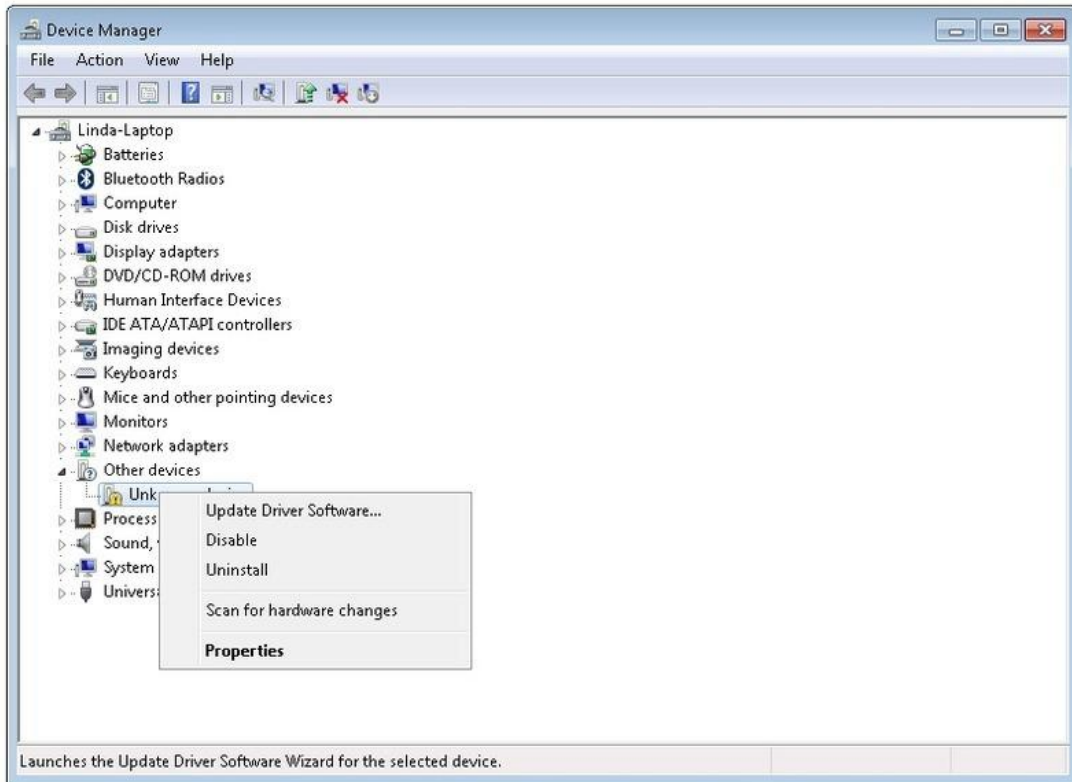 Device Manager
File Action View Help
Linda-Laptop
Batteries
Bluetooth Radios
Computer
Disk drives
Display adapters
DVD/CD-ROM drives
Human Interface Devices
IDE ATA/ATAPI controllers
Imaging devices
Keyboards
Mice and other pointing devices
Monitors
Network adapters
Other devices
Process
Sound,
System
Update Driver Software...
Disable
Uninstall
Scan for hardware changes
Properties
Launches the Update Driver Software Wizard for the selected device.